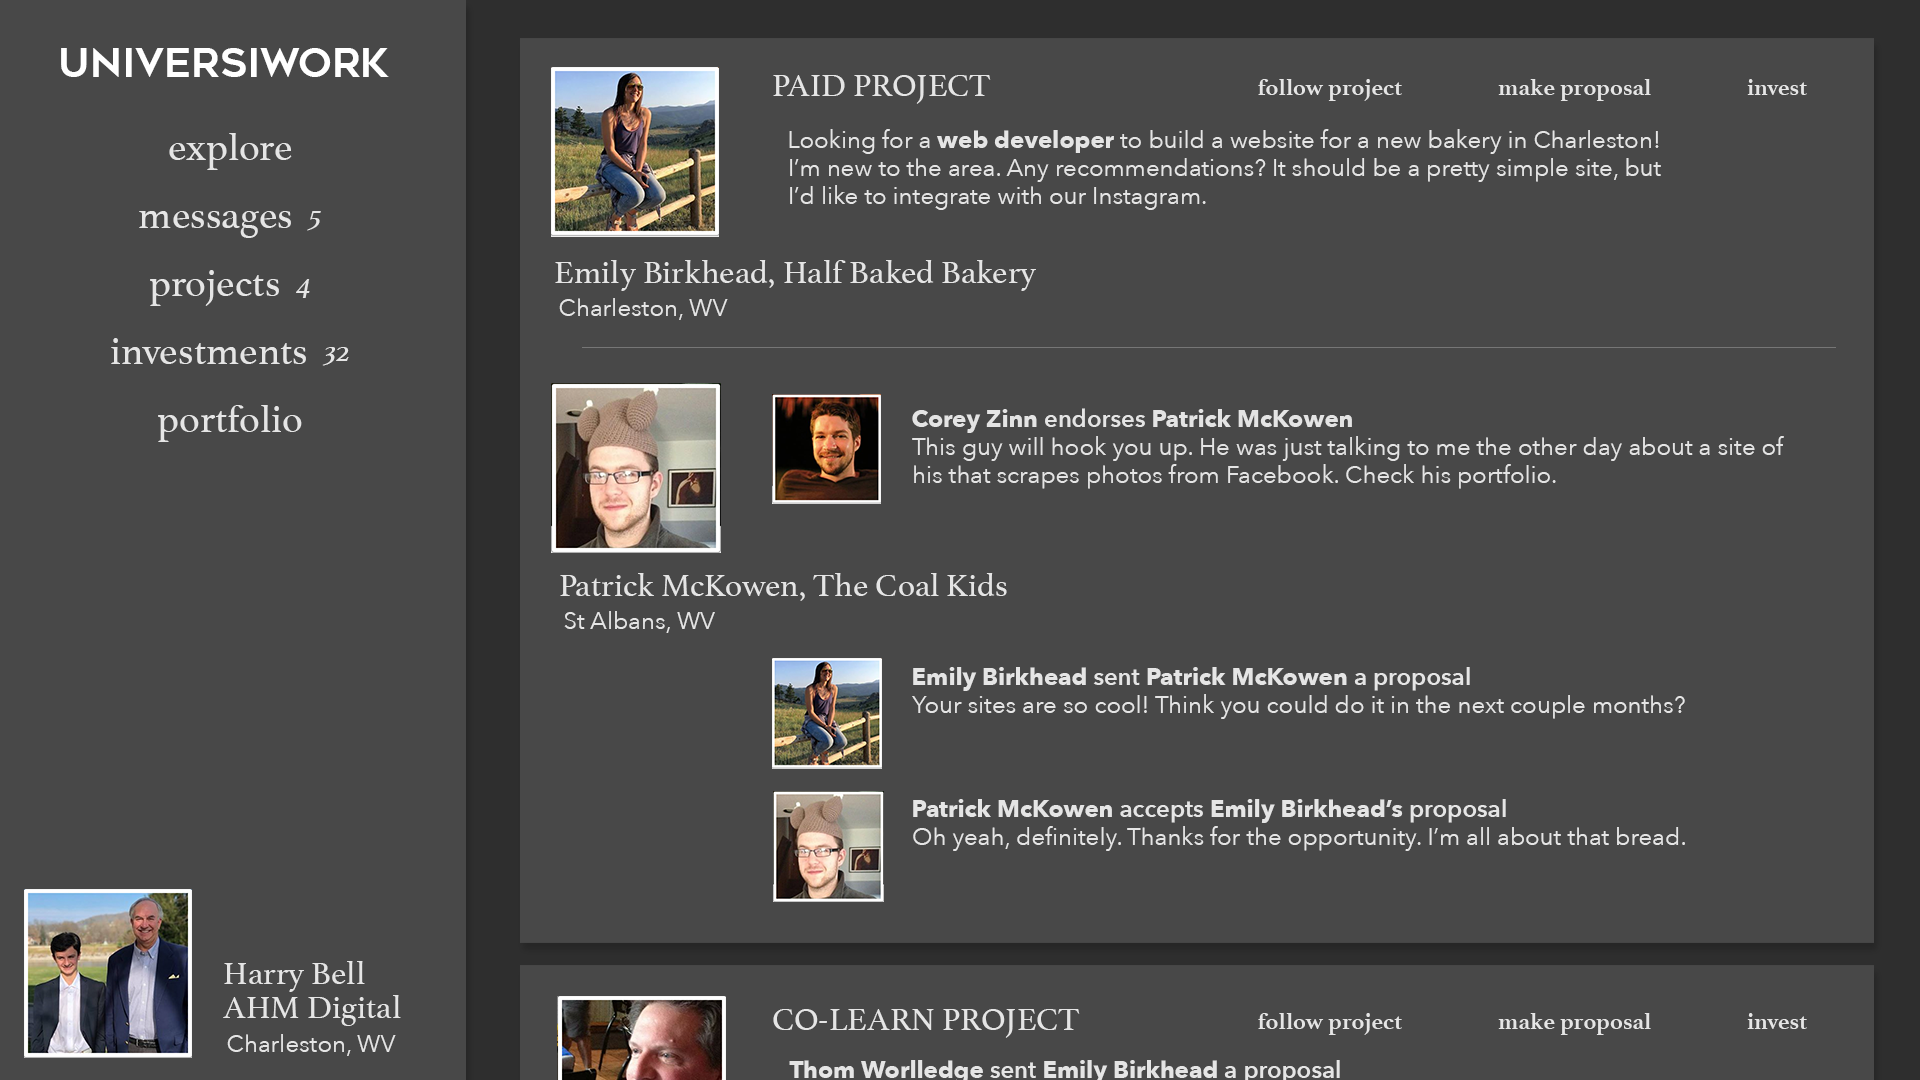 UNIVERSIWORK
explore
messages 5
projects 4
investments 32
portfolio
Harry Bell
AHM Digital
Charleston, WV
PAID PROJECT
follow project
make proposal
invest
Looking for a web developer to build a website for a new bakery in Charleston!
I’m new to the area. Any recommendations? It should be a pretty simple site, but
I’d like to integrate with our Instagram.
Emily Birkhead, Half Baked Bakery
Charleston, WV
Corey Zinn endorses Patrick McKowen
This guy will hook you up. He was just talking to me the other day about a site of
his that scrapes photos from Facebook. Check his portfolio.
Patrick McKowen, The Coal Kids
St Albans, WV
Emily Birkhead sent Patrick McKowen a proposal
Your sites are so cool! Think you could do it in the next couple months?
Patrick McKowen accepts Emily Birkhead’s proposal
Oh yeah, definitely. Thanks for the opportunity. I’m all about that bread.
CO-LEARN PROJECT
follow project
make proposal
invest
Thom Worlledge sent Emily Birkhead a proposal